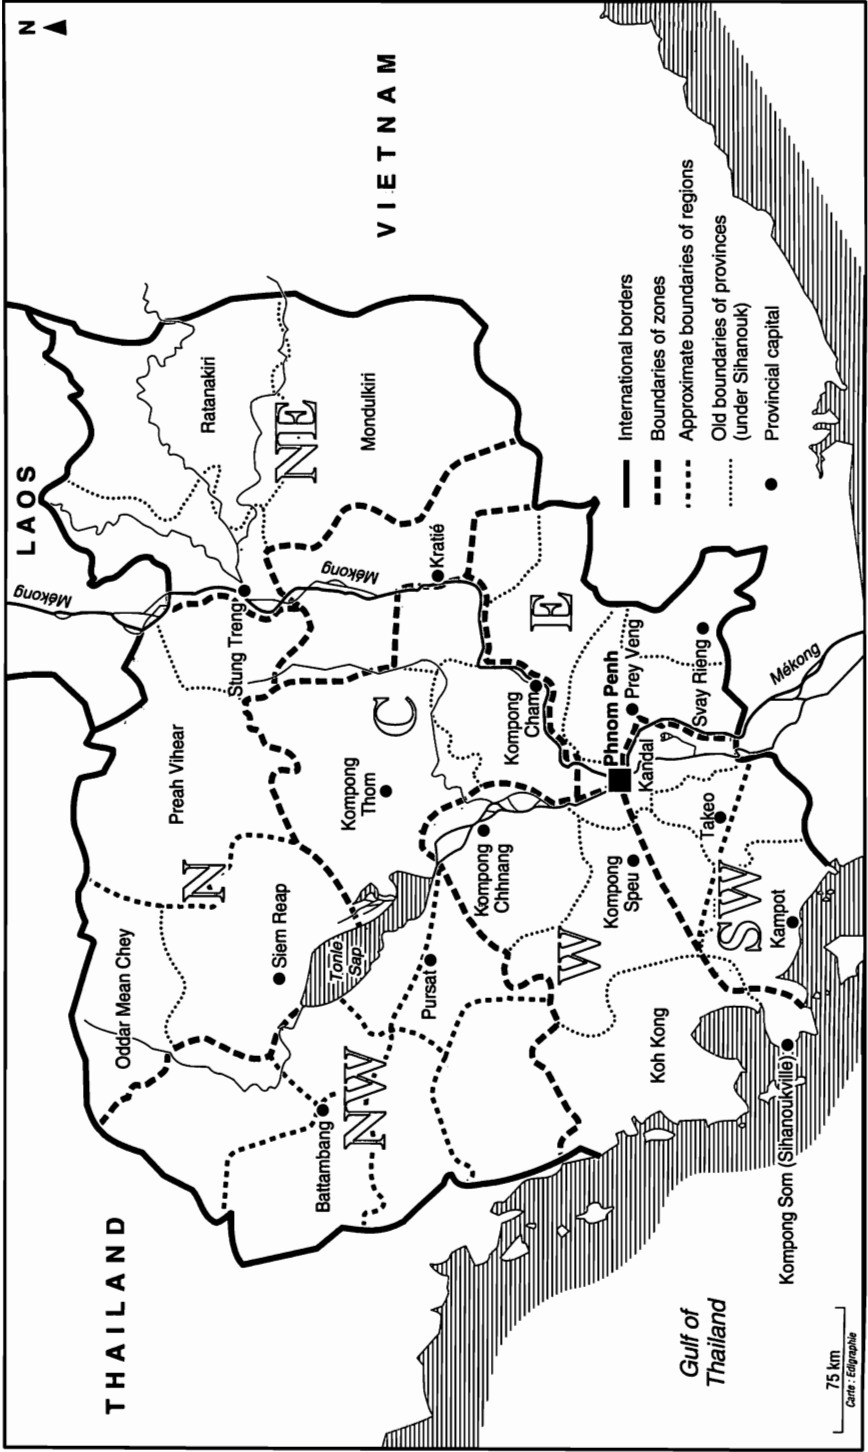 N
LAOS
THAILAND
VIETNAM
Mékong
Oddar Mean Chey
Preah Vihear
Ratanakiri
N
Stung Treng
Siem Reap
NE
Mékong
Battambang
Tonle
Sap
Kompong
Thom
C
Mondulkiri
NW
Kratié
Pursat
Kompong
Chhnang
Kompong
Cham
E
W
Kompong
Speu
Phnom Penh
Prey Veng
Kandal
Koh Kong
Takeo
Svay Rieng
SW
Kampot
Mékong
Kompong Som (Sihanoukville)
Gulf of
Thailand
International borders
Boundaries of zones
Approximate boundaries of regions
Old boundaries of provinces
(under Sihanouk)
Provincial capital
75 km
Carte : Edigraphie